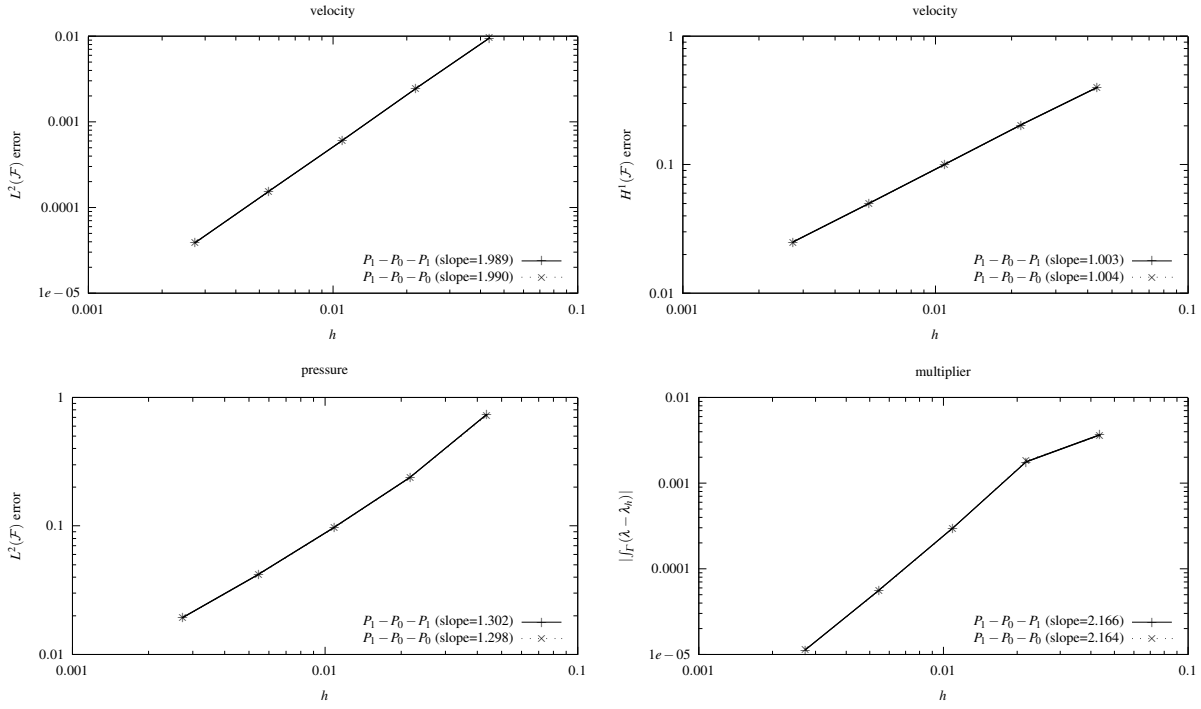 velocity
0.01
0.001
0.0001
1e−05
L²(𝓕) error
P₁−P₀−P₁ (slope=1.989)
P₁−P₀−P₀ (slope=1.990)
0.001
0.01
0.1
h
velocity
1
0.1
0.01
H¹(𝓕) error
P₁−P₀−P₁ (slope=1.003)
P₁−P₀−P₀ (slope=1.004)
0.001
0.01
0.1
h
pressure
1
0.1
0.01
L²(𝓕) error
P₁−P₀−P₁ (slope=1.302)
P₁−P₀−P₀ (slope=1.298)
0.001
0.01
0.1
h
multiplier
0.01
0.001
0.0001
1e−05
|∫Γ(λ−λₕ)|
P₁−P₀−P₁ (slope=2.166)
P₁−P₀−P₀ (slope=2.164)
0.001
0.01
0.1
h